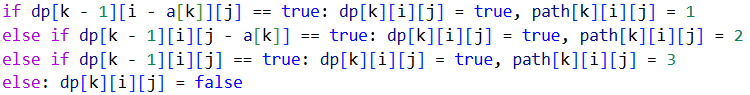 if dp[k - 1][i - a[k]][j] == true: dp[k][i][j] = true, path[k][i][j] = 1
else if dp[k - 1][i][j - a[k]] == true: dp[k][i][j] = true, path[k][i][j] = 2
else if dp[k - 1][i][j] == true: dp[k][i][j] = true, path[k][i][j] = 3
else: dp[k][i][j] = false